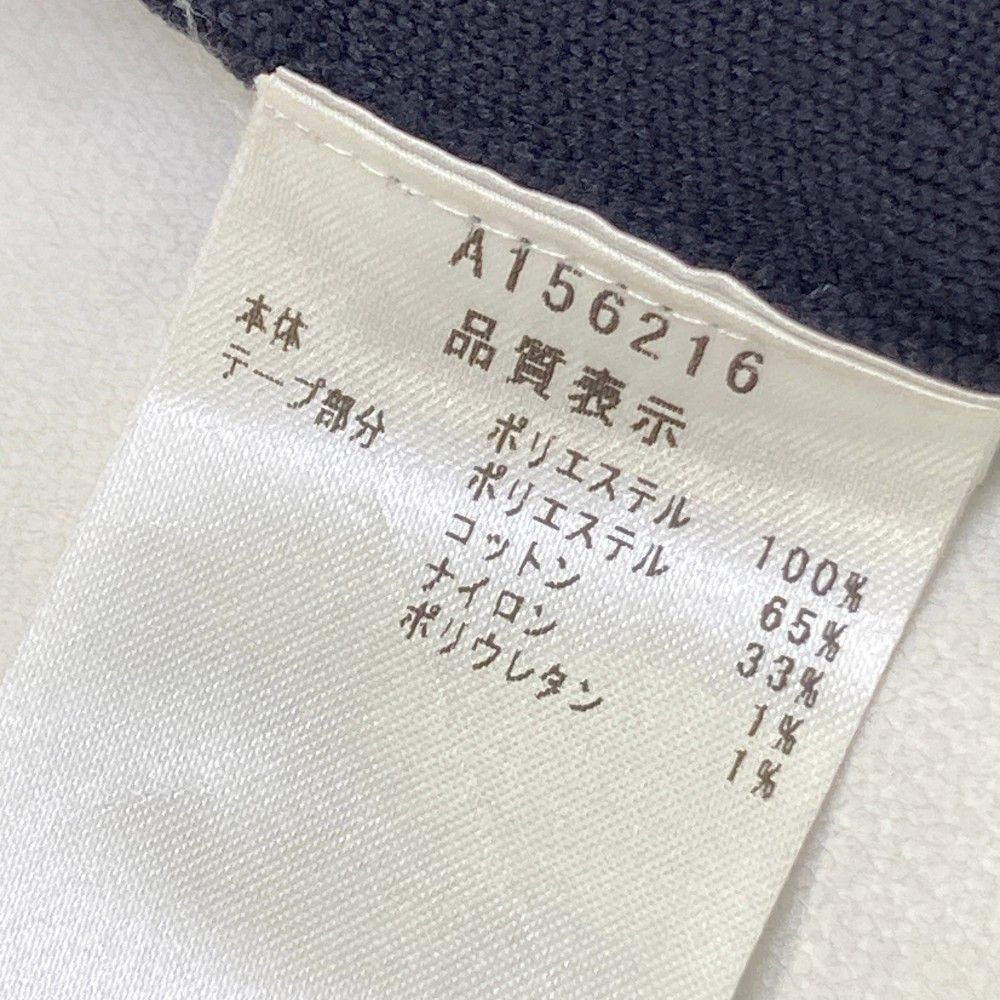 A156216
品質表示
本体 ポリエステル 100%
テープ部分 ポリエステル 65%
コットン 33%
ナイロン 1%
ポリウレタン 1%